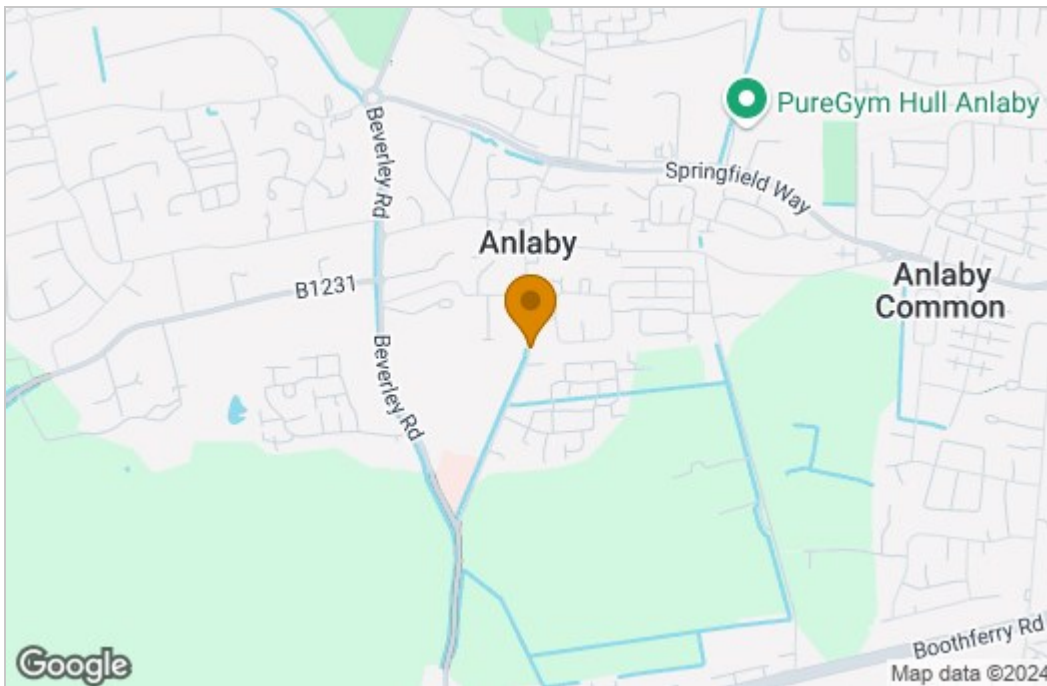 Beverley Rd
PureGym Hull Anlaby
Springfield Way
Anlaby
B1231
Anlaby
Common
Beverley Rd
Boothferry Rd
Google
Map data ©2024